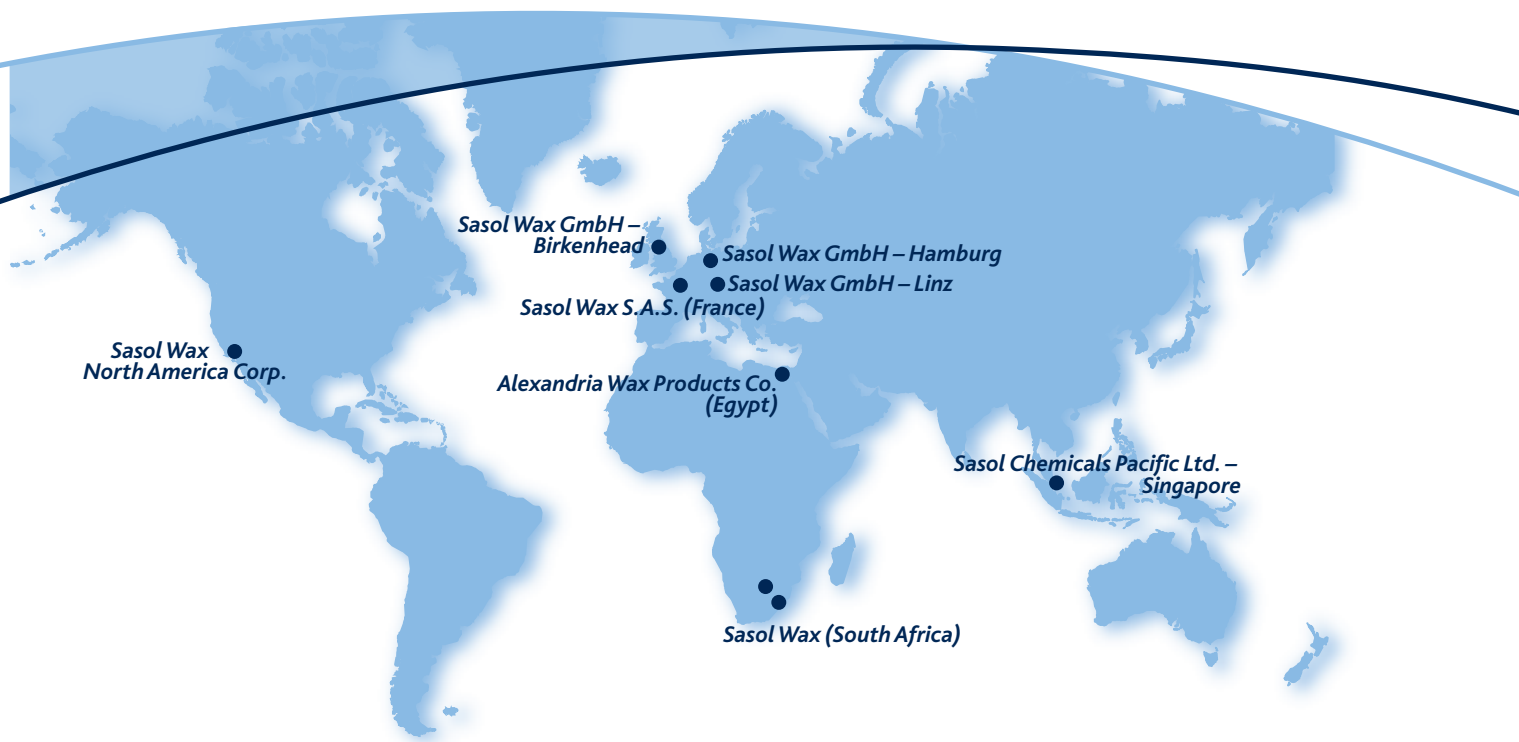 Sasol Wax GmbH –
Birkenhead
Sasol Wax GmbH – Hamburg
Sasol Wax GmbH – Linz
Sasol Wax S.A.S. (France)
Sasol Wax
North America Corp.
Alexandria Wax Products Co.
(Egypt)
Sasol Chemicals Pacific Ltd. –
Singapore
Sasol Wax (South Africa)